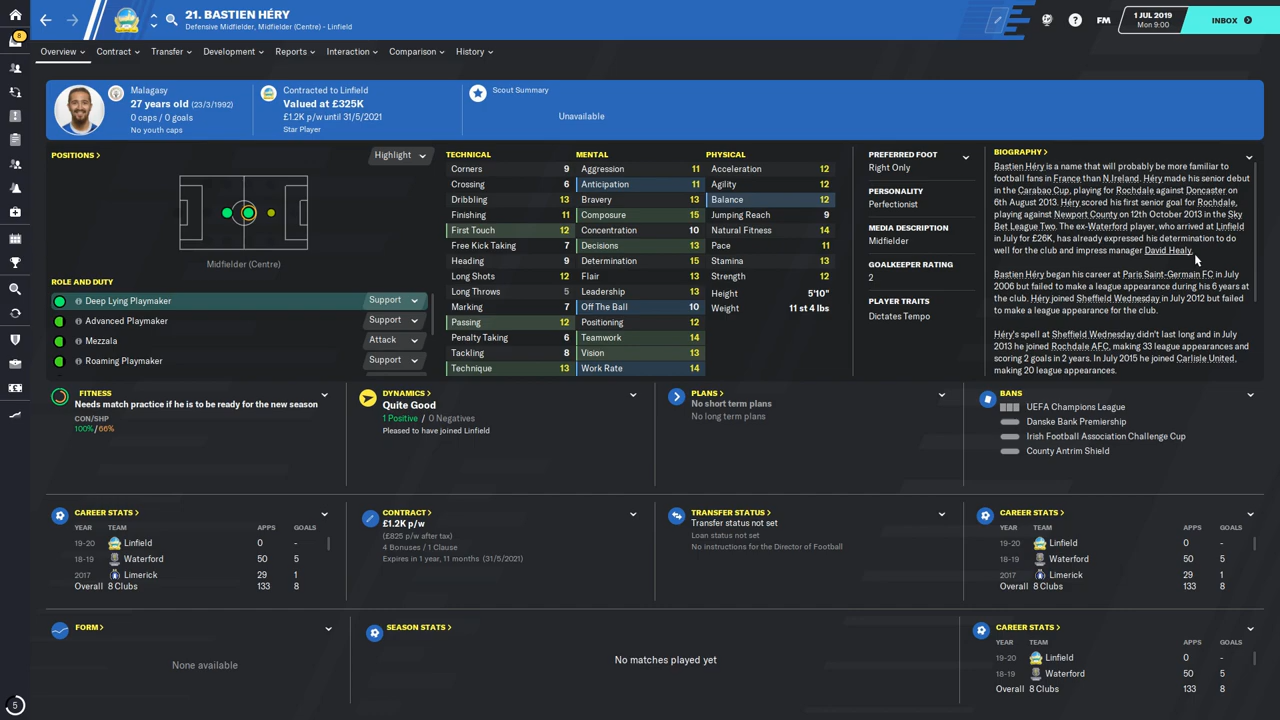 21. BASTIEN HÉRY
Defensive Midfielder, Midfielder (Centre) - Linfield
8
FM
1 JUL 2019
Mon 9:00
INBOX
Overview
Contract
Transfer
Development
Reports
Interaction
Comparison
History
Malagasy
27 years old (23/3/1992)
0 caps / 0 goals
No youth caps
Contracted to Linfield
Valued at £325K
£1.2K p/w until 31/5/2021
Star Player
Scout Summary
Unavailable
POSITIONS >
Highlight
Midfielder (Centre)
ROLE AND DUTY
Deep Lying Playmaker Support
Advanced Playmaker Support
Mezzala Attack
Roaming Playmaker Support
TECHNICAL
Corners 9
Crossing 6
Dribbling 13
Finishing 11
First Touch 12
Free Kick Taking 7
Heading 9
Long Shots 12
Long Throws 5
Marking 7
Passing 12
Penalty Taking 6
Tackling 8
Technique 13
MENTAL
Aggression 11
Anticipation 11
Bravery 13
Composure 15
Concentration 10
Decisions 13
Determination 15
Flair 13
Leadership 13
Off The Ball 10
Positioning 12
Teamwork 14
Vision 13
Work Rate 14
PHYSICAL
Acceleration 12
Agility 12
Balance 12
Jumping Reach 9
Natural Fitness 14
Pace 11
Stamina 13
Strength 12
Height 5'10"
Weight 11 st 4 lbs
PREFERRED FOOT
Right Only
PERSONALITY
Perfectionist
MEDIA DESCRIPTION
Midfielder
GOALKEEPER RATING
2
PLAYER TRAITS
Dictates Tempo
BIOGRAPHY >
Bastien Héry is a name that will probably be more familiar to
football fans in France than N.Ireland. Héry made his senior debut
in the Carabao Cup, playing for Rochdale against Doncaster on
6th August 2013. Héry scored his first senior goal for Rochdale,
playing against Newport County on 12th October 2013 in the Sky
Bet League Two. The ex-Waterford player, who arrived at Linfield
in July for £26K, has already expressed his determination to do
well for the club and impress manager David Healy.
Bastien Héry began his career at Paris Saint-Germain FC in July
2006 but failed to make a league appearance during his 6 years at
the club. Héry joined Sheffield Wednesday in July 2012 but failed
to make a league appearance for the club.
Héry's spell at Sheffield Wednesday didn't last long and in July
2013 he joined Rochdale AFC, making 33 league appearances and
scoring 2 goals in 2 years. In July 2015 he joined Carlisle United,
making 20 league appearances.
FITNESS
Needs match practice if he is to be ready for the new season
CON/SHP
100%/66%
DYNAMICS >
Quite Good
1 Positive / 0 Negatives
Pleased to have joined Linfield
PLANS >
No short term plans
No long term plans
BANS
UEFA Champions League
Danske Bank Premiership
Irish Football Association Challenge Cup
County Antrim Shield
CAREER STATS >
YEAR TEAM APPS GOALS
19-20 Linfield 0 -
18-19 Waterford 50 5
2017 Limerick 29 1
Overall 8 Clubs 133 8
CONTRACT >
£1.2K p/w
(£825 p/w after tax)
4 Bonuses / 1 Clause
Expires in 1 year, 11 months (31/5/2021)
TRANSFER STATUS >
Transfer status not set
Loan status not set
No instructions for the Director of Football
CAREER STATS >
YEAR TEAM APPS GOALS
19-20 Linfield 0 -
18-19 Waterford 50 5
2017 Limerick 29 1
Overall 8 Clubs 133 8
FORM >
None available
SEASON STATS >
No matches played yet
CAREER STATS >
YEAR TEAM APPS GOALS
19-20 Linfield 0 -
18-19 Waterford 50 5
Overall 8 Clubs 133 8
5